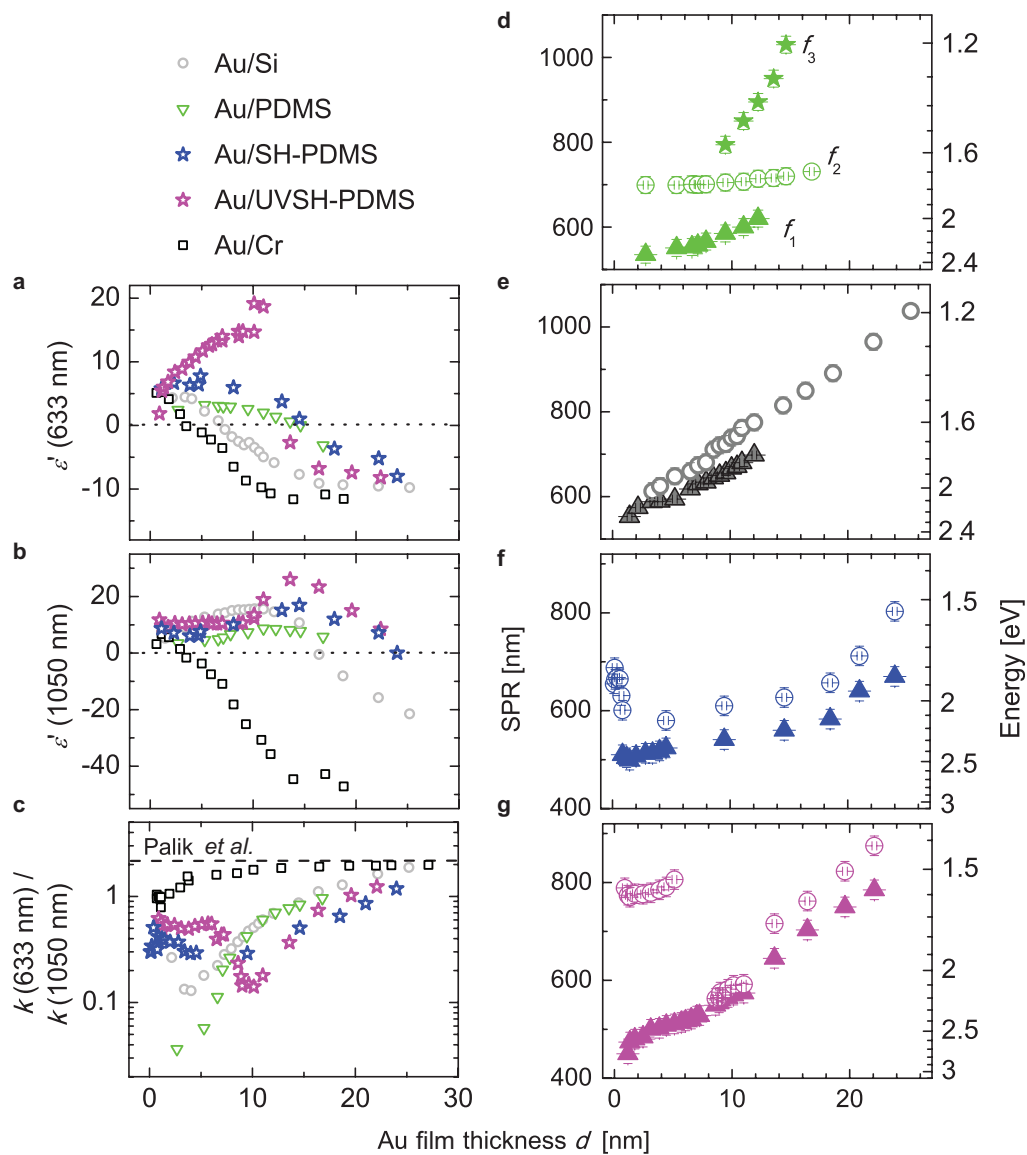 Au/Si
Au/PDMS
Au/SH-PDMS
Au/UVSH-PDMS
Au/Cr
a
20
10
0
-10
ε' (633 nm)
b
20
0
-20
-40
ε' (1050 nm)
c
Palik et al.
1
0.1
k (633 nm) /
k (1050 nm)
0 10 20 30
d
1000
800
600
f3
f2
f1
1.2
1.6
2
2.4
e
1000
800
600
1.2
1.6
2
2.4
f
800
600
400
1.5
2
2.5
3
SPR [nm]
Energy [eV]
g
800
600
400
1.5
2
2.5
3
0 10 20
Au film thickness d [nm]